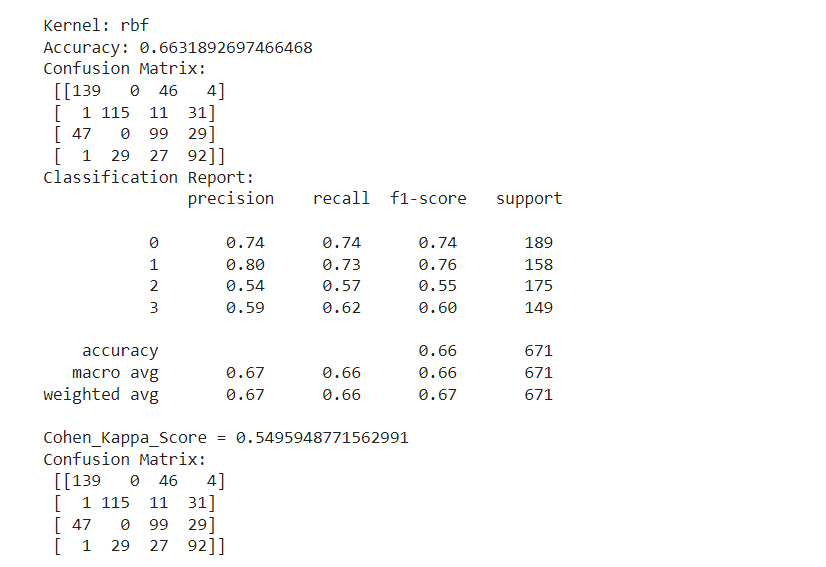 Kernel: rbf
Accuracy: 0.6631892697466468
Confusion Matrix:
[[139 0 46 4]
[ 1 115 11 31]
[ 47 0 99 29]
[ 1 29 27 92]]
Classification Report:
precision recall f1-score support
0 0.74 0.74 0.74 189
1 0.80 0.73 0.76 158
2 0.54 0.57 0.55 175
3 0.59 0.62 0.60 149
accuracy 0.66 671
macro avg 0.67 0.66 0.66 671
weighted avg 0.67 0.66 0.67 671
Cohen_Kappa_Score = 0.5495948771562991
Confusion Matrix:
[[139 0 46 4]
[ 1 115 11 31]
[ 47 0 99 29]
[ 1 29 27 92]]